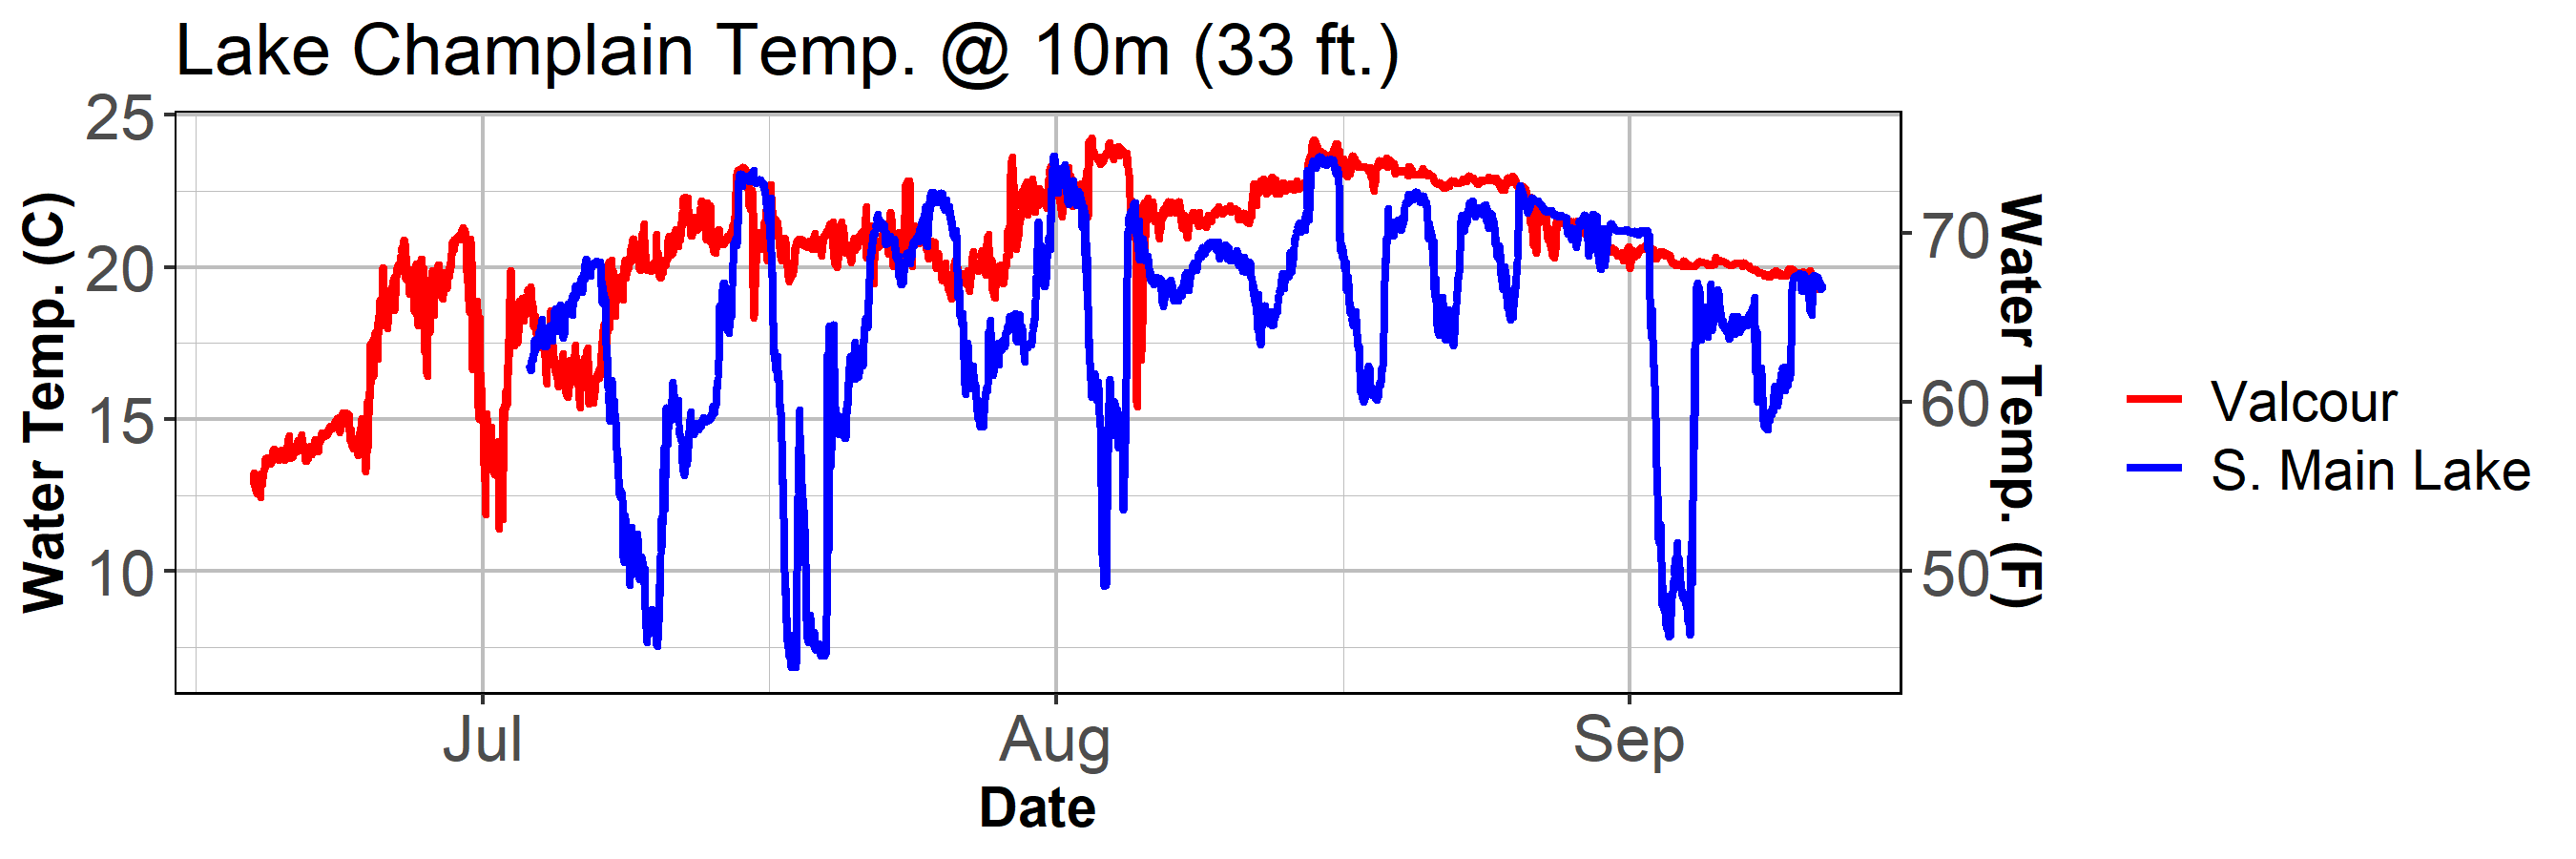 Lake Champlain Temp. @ 10m (33 ft.)
Water Temp. (C)
25
20
15
10
70
60
50
Water Temp. (F)
Jul
Aug
Sep
Date
Valcour
S. Main Lake